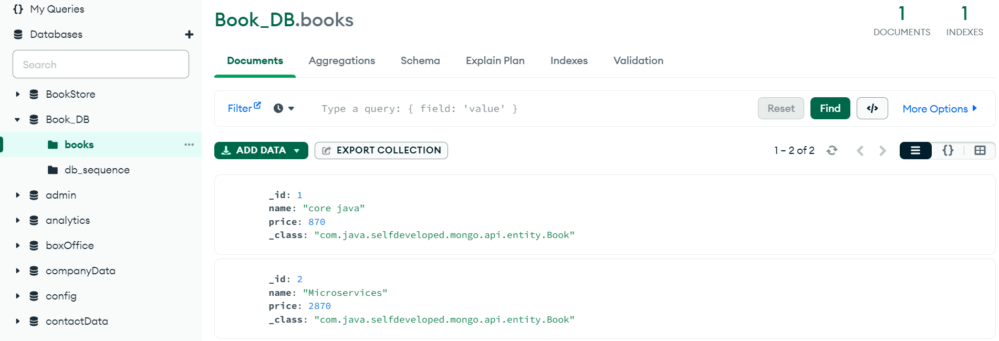 {} My Queries
Databases +
Search
BookStore
Book_DB
books ...
db_sequence
admin
analytics
boxOffice
companyData
config
contactData
Book_DB.books
1 DOCUMENTS
1 INDEXES
Documents Aggregations Schema Explain Plan Indexes Validation
Filter Type a query: { field: 'value' } Reset Find </> More Options
ADD DATA EXPORT COLLECTION 1 – 2 of 2 {}
_id: 1
name: "core java"
price: 870
_class: "com.java.selfdeveloped.mongo.api.entity.Book"
_id: 2
name: "Microservices"
price: 2870
_class: "com.java.selfdeveloped.mongo.api.entity.Book"